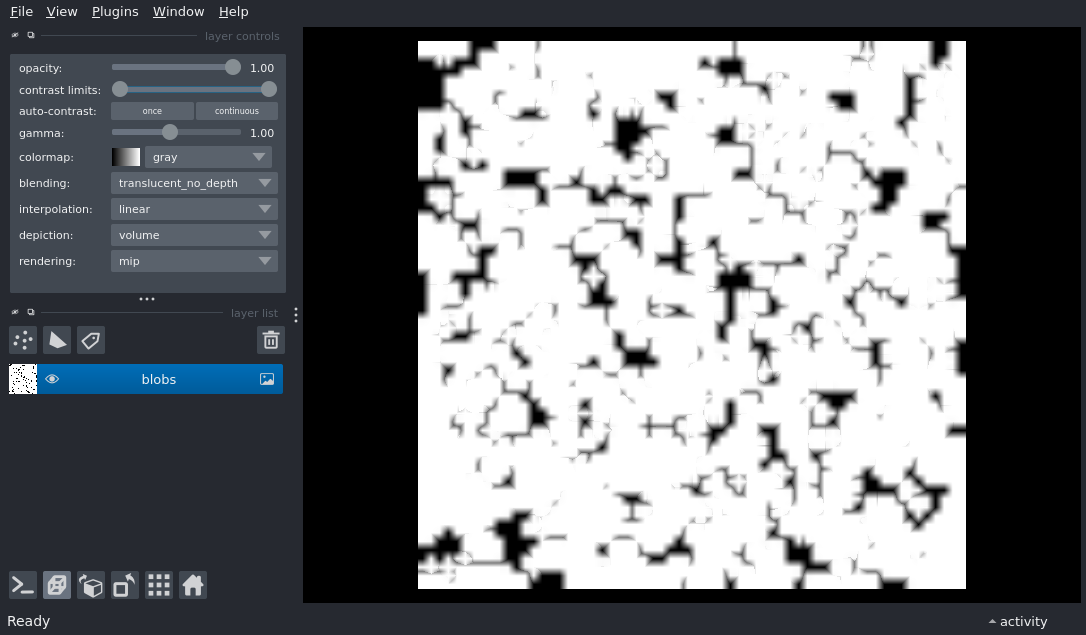 File View Plugins Window Help
layer controls
opacity: 1.00
contrast limits:
auto-contrast: once continuous
gamma: 1.00
colormap: gray
blending: translucent_no_depth
interpolation: linear
depiction: volume
rendering: mip
layer list
blobs
Ready activity